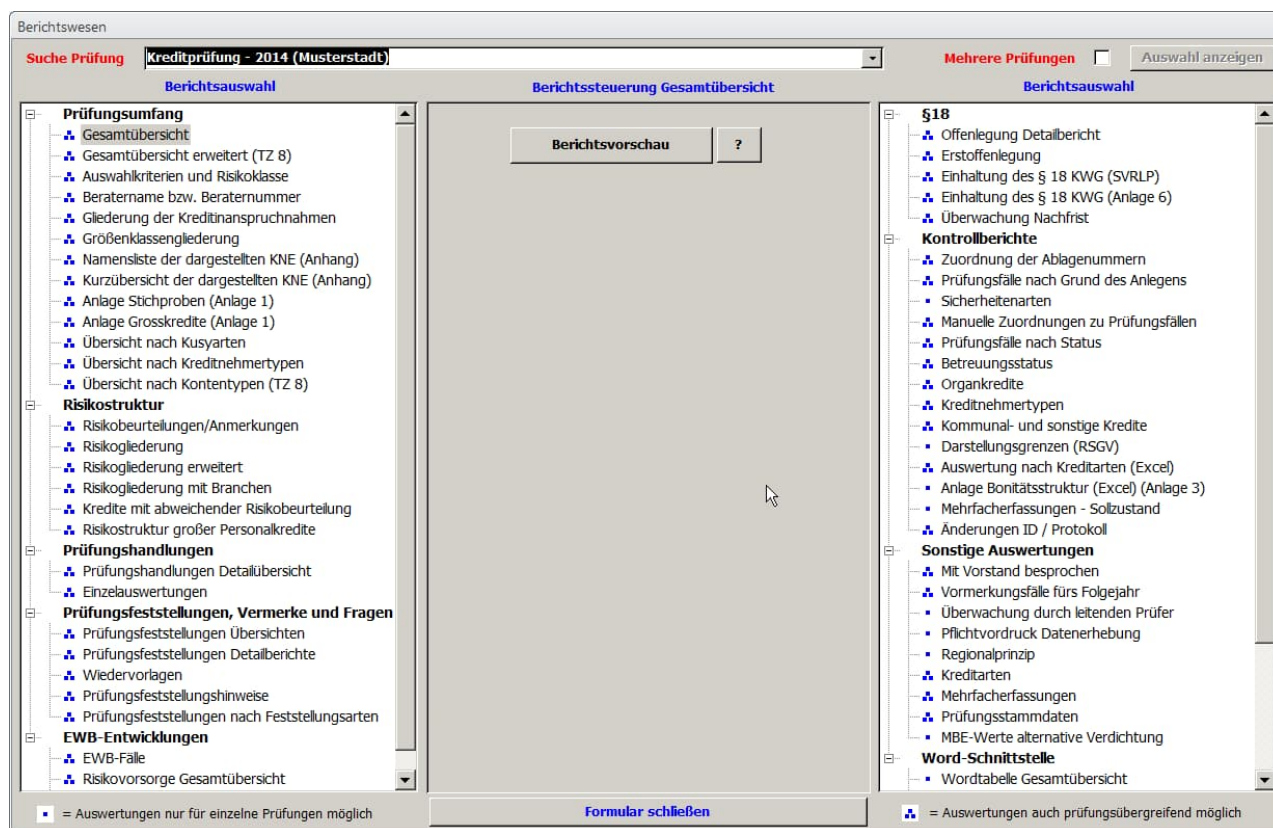 Berichtswesen
Suche Prüfung
Kreditprüfung - 2014 (Musterstadt)
Mehrere Prüfungen
Auswahl anzeigen
Berichtsauswahl
Berichtssteuerung Gesamtübersicht
Berichtsauswahl
Prüfungsumfang
Gesamtübersicht
Gesamtübersicht erweitert (TZ 8)
Auswahlkriterien und Risikoklasse
Beratername bzw. Beraternummer
Gliederung der Kreditinanspruchnahmen
Größenklassengliederung
Namensliste der dargestellten KNE (Anhang)
Kurzübersicht der dargestellten KNE (Anhang)
Anlage Stichproben (Anlage 1)
Anlage Grosskredite (Anlage 1)
Übersicht nach Kusyarten
Übersicht nach Kreditnehmertypen
Übersicht nach Kontentypen (TZ 8)
Risikostruktur
Risikobeurteilungen/Anmerkungen
Risikogliederung
Risikogliederung erweitert
Risikogliederung mit Branchen
Kredite mit abweichender Risikobeurteilung
Risikostruktur großer Personalkredite
Prüfungshandlungen
Prüfungshandlungen Detailübersicht
Einzelauswertungen
Prüfungsfeststellungen, Vermerke und Fragen
Prüfungsfeststellungen Übersichten
Prüfungsfeststellungen Detailberichte
Wiedervorlagen
Prüfungsfeststellungshinweise
Prüfungsfeststellungen nach Feststellungsarten
EWB-Entwicklungen
EWB-Fälle
Risikovorsorge Gesamtübersicht
= Auswertungen nur für einzelne Prüfungen möglich
Berichtsvorschau
?
Formular schließen
§18
Offenlegung Detailbericht
Erstoffenlegung
Einhaltung des § 18 KWG (SVRLP)
Einhaltung des § 18 KWG (Anlage 6)
Überwachung Nachfrist
Kontrollberichte
Zuordnung der Ablagenummern
Prüfungsfälle nach Grund des Anlegens
Sicherheitenarten
Manuelle Zuordnungen zu Prüfungsfällen
Prüfungsfälle nach Status
Betreuungsstatus
Organkredite
Kreditnehmertypen
Kommunal- und sonstige Kredite
Darstellungsgrenzen (RSGV)
Auswertung nach Kreditarten (Excel)
Anlage Bonitätsstruktur (Excel) (Anlage 3)
Mehrfacherfassungen - Sollzustand
Änderungen ID / Protokoll
Sonstige Auswertungen
Mit Vorstand besprochen
Vormerkungsfälle fürs Folgejahr
Überwachung durch leitenden Prüfer
Pflichtvordruck Datenerhebung
Regionalprinzip
Kreditarten
Mehrfacherfassungen
Prüfungsstammdaten
MBE-Werte alternative Verdichtung
Word-Schnittstelle
Wordtabelle Gesamtübersicht
= Auswertungen auch prüfungsübergreifend möglich